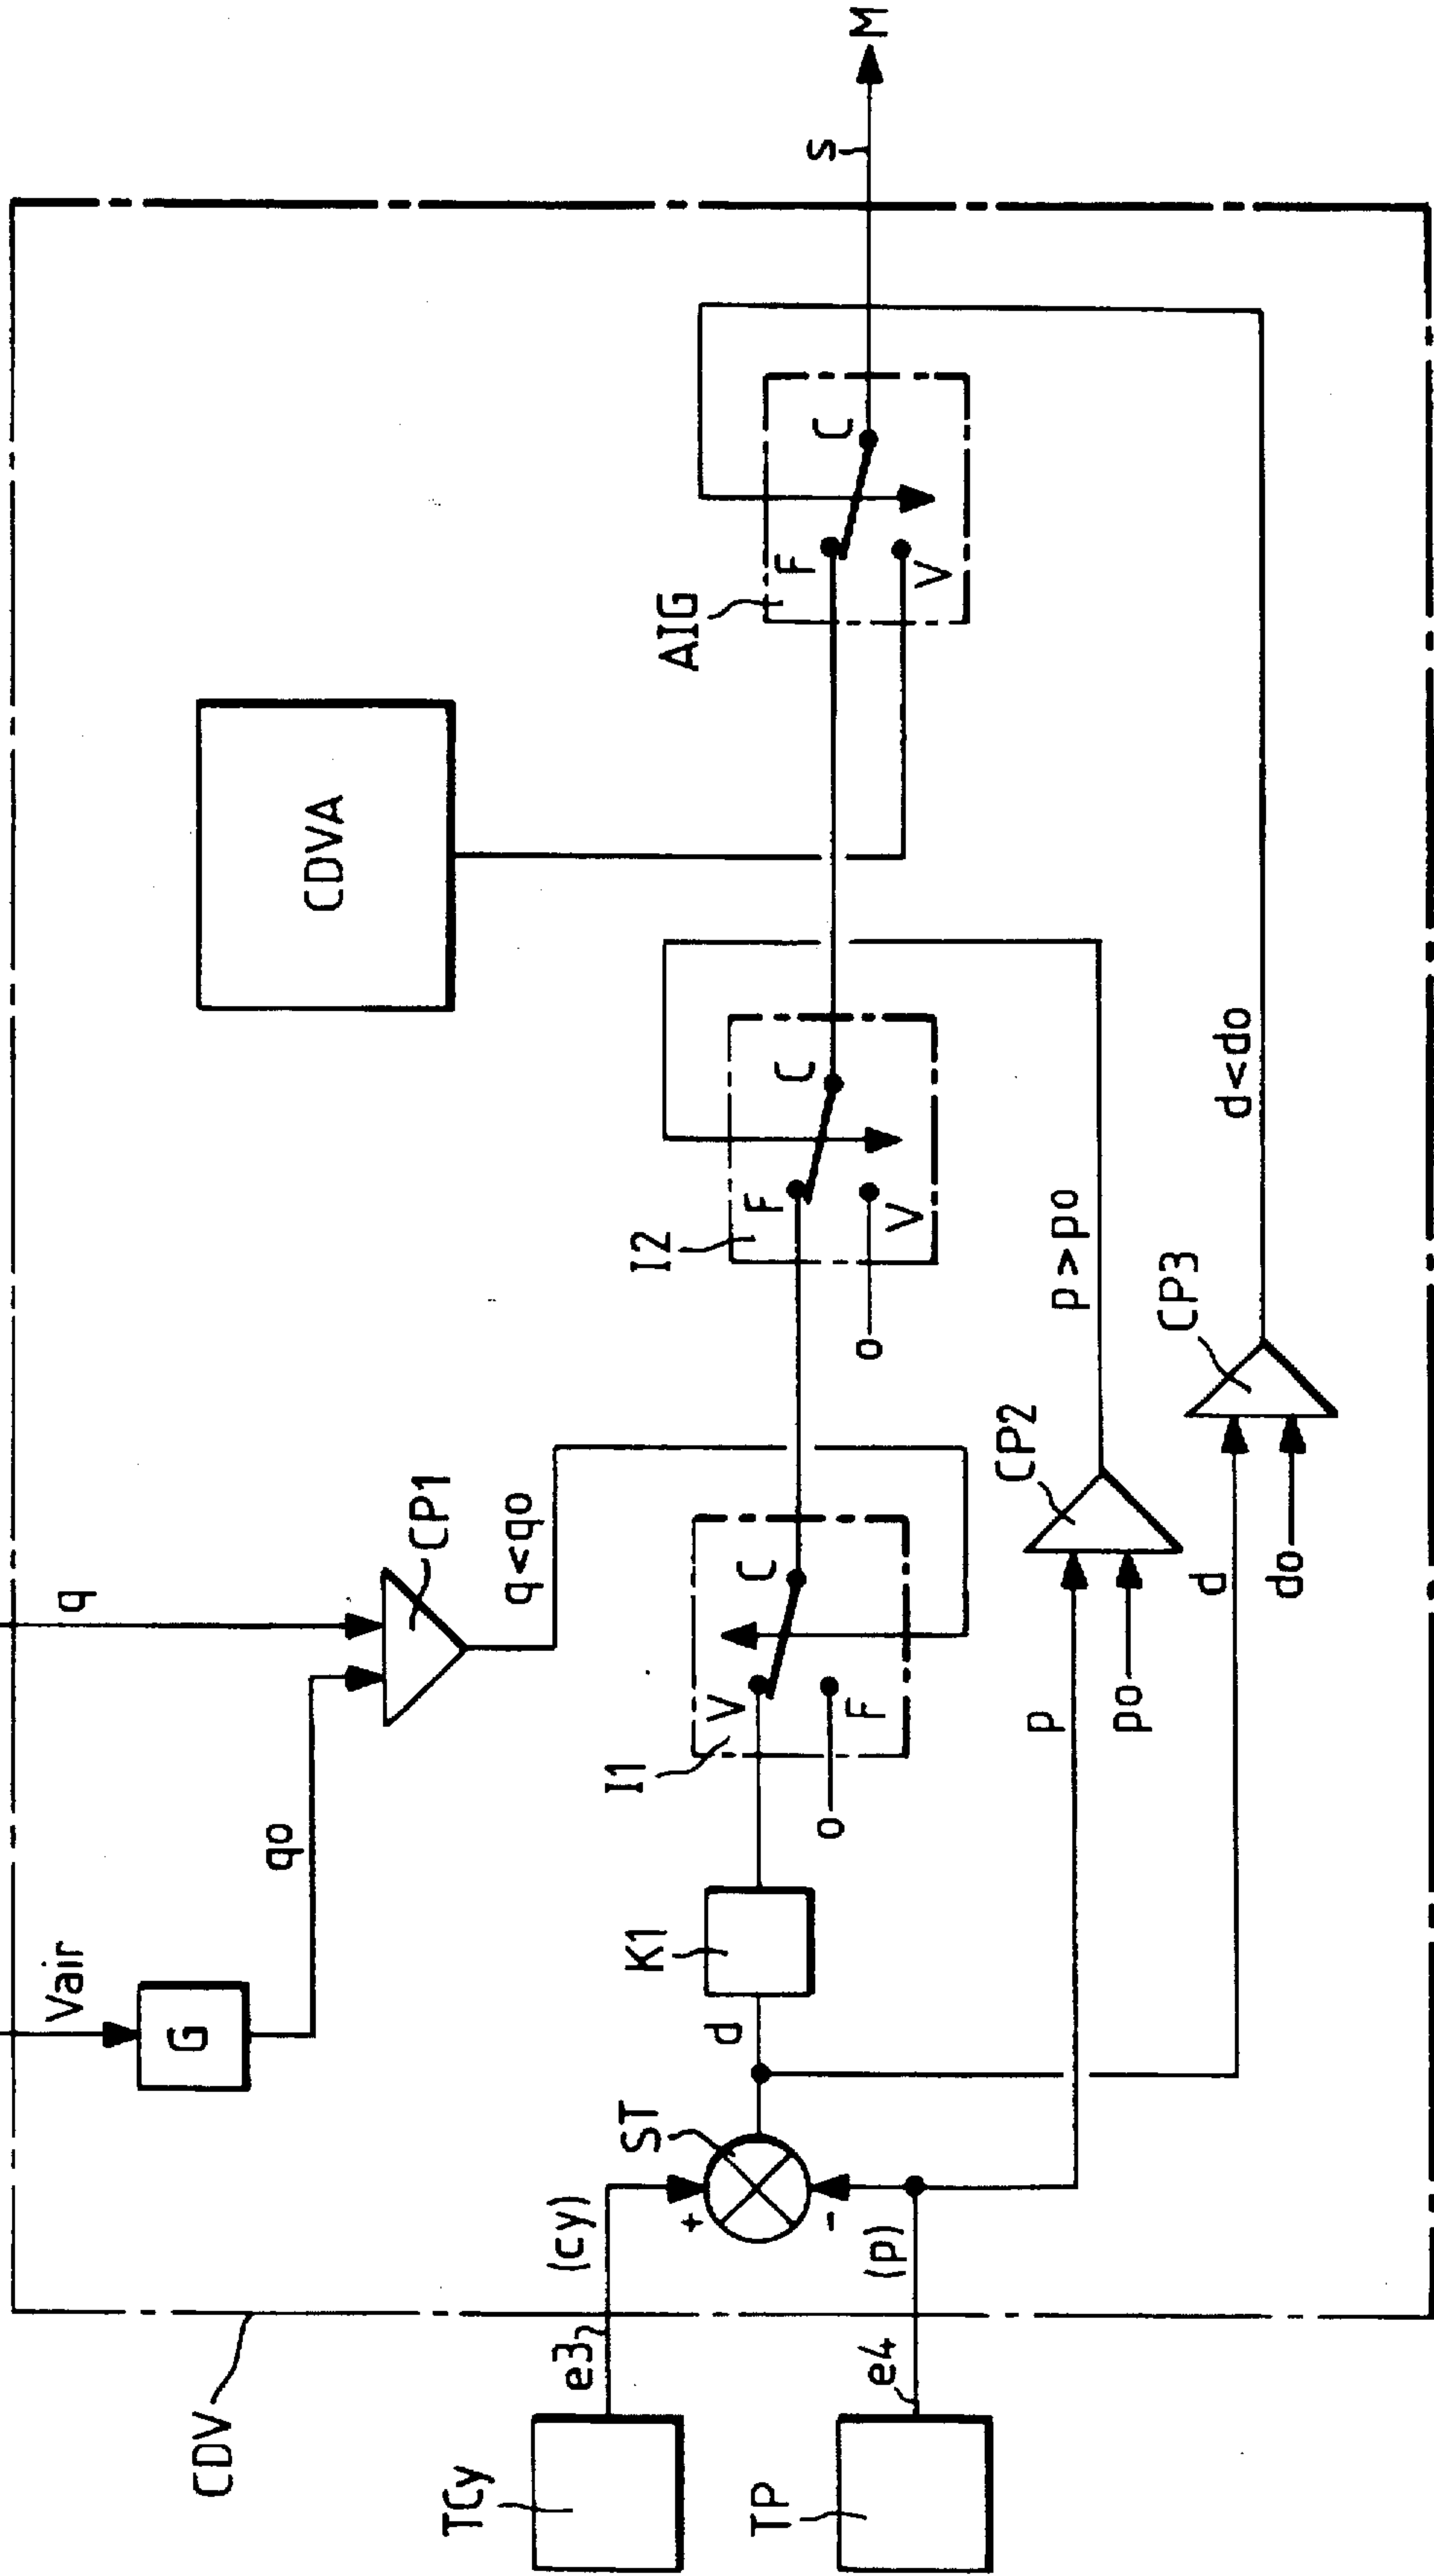 CDV
TCy
e3
(cy)
TP
e4
(p)
ST
+
-
d
K1
Vair
G
qo
q
CP1
q<qo
I1
V
C
F
o
p
po
CP2
p>po
d
do
CP3
d<do
I2
F
C
V
o
CDVA
AIG
F
C
V
s
M